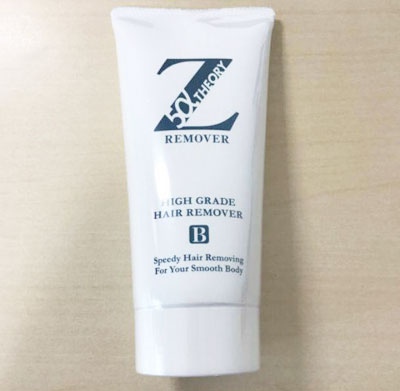 Z
50% THEORY
REMOVER
HIGH GRADE
HAIR REMOVER
B
Speedy Hair Removing
For Your Smooth Body